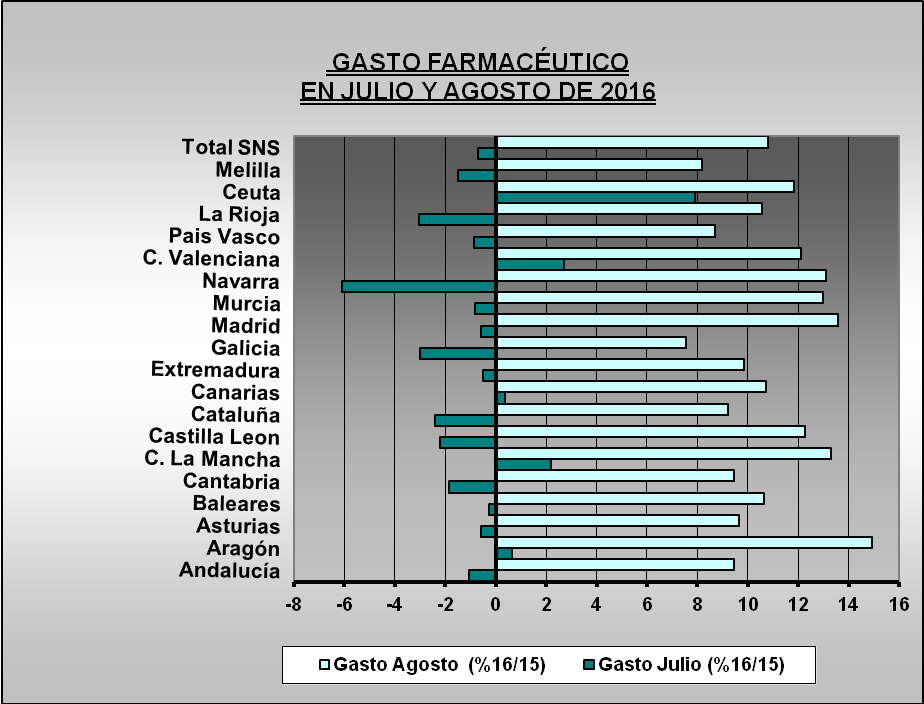 GASTO FARMACÉUTICO
EN JULIO Y AGOSTO DE 2016
Total SNS
Melilla
Ceuta
La Rioja
Pais Vasco
C. Valenciana
Navarra
Murcia
Madrid
Galicia
Extremadura
Canarias
Cataluña
Castilla Leon
C. La Mancha
Cantabria
Baleares
Asturias
Aragón
Andalucía
-8 -6 -4 -2 0 2 4 6 8 10 12 14 16
Gasto Agosto (%16/15) Gasto Julio (%16/15)